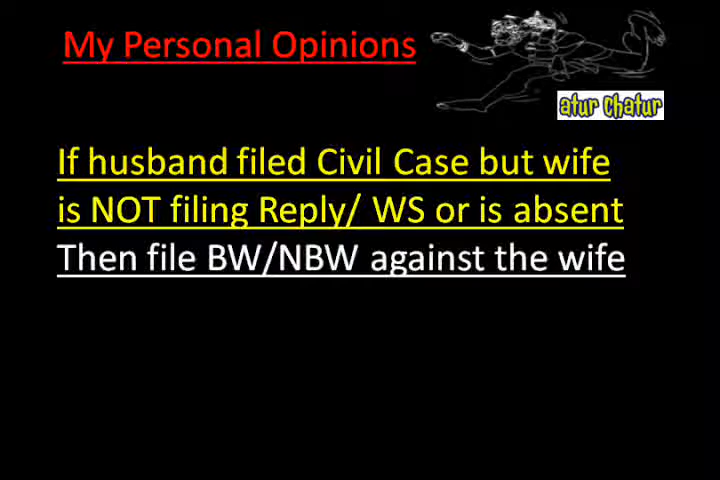 My Personal Opinions
atur chatur
If husband filed Civil Case but wife
is NOT filing Reply/ WS or is absent
Then file BW/NBW against the wife